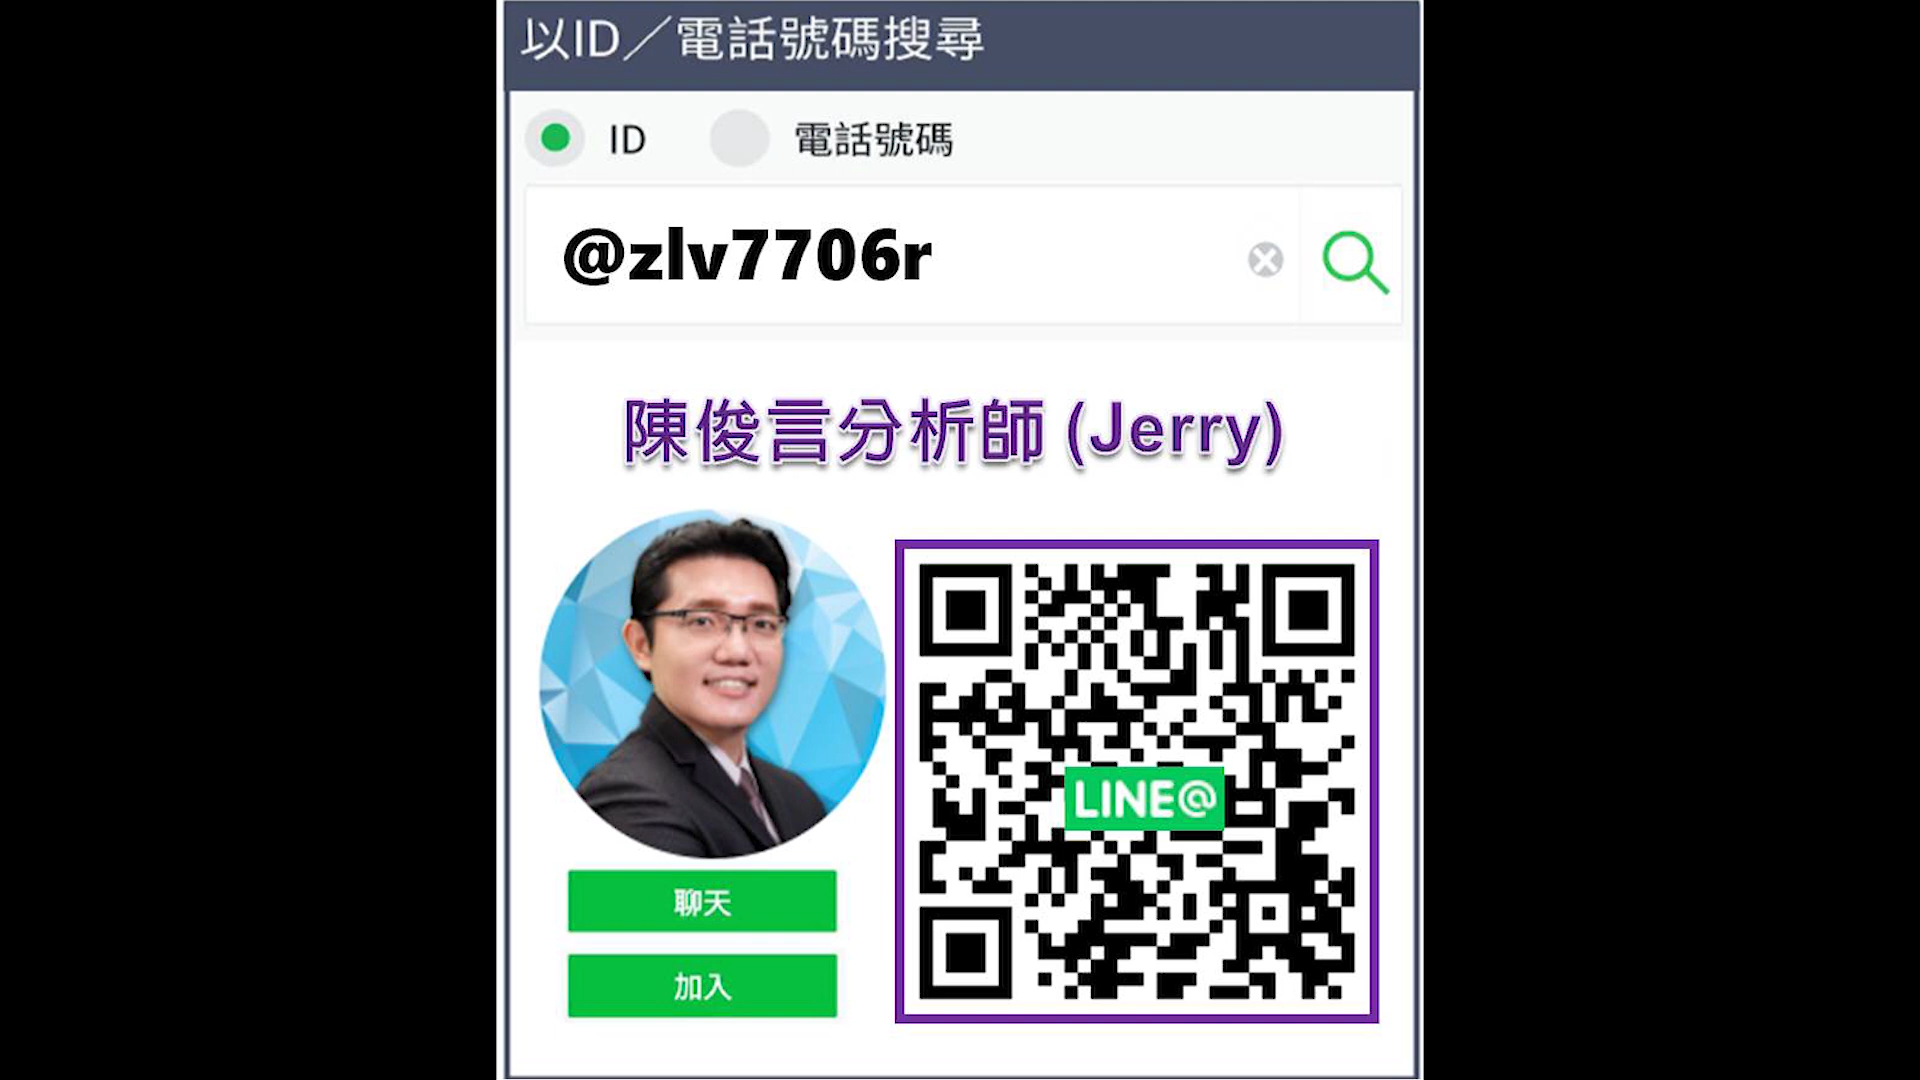 以ID／電話號碼搜尋
ID 電話號碼
@zlv7706r
陳俊言分析師 (Jerry)
LINE@
聊天
加入